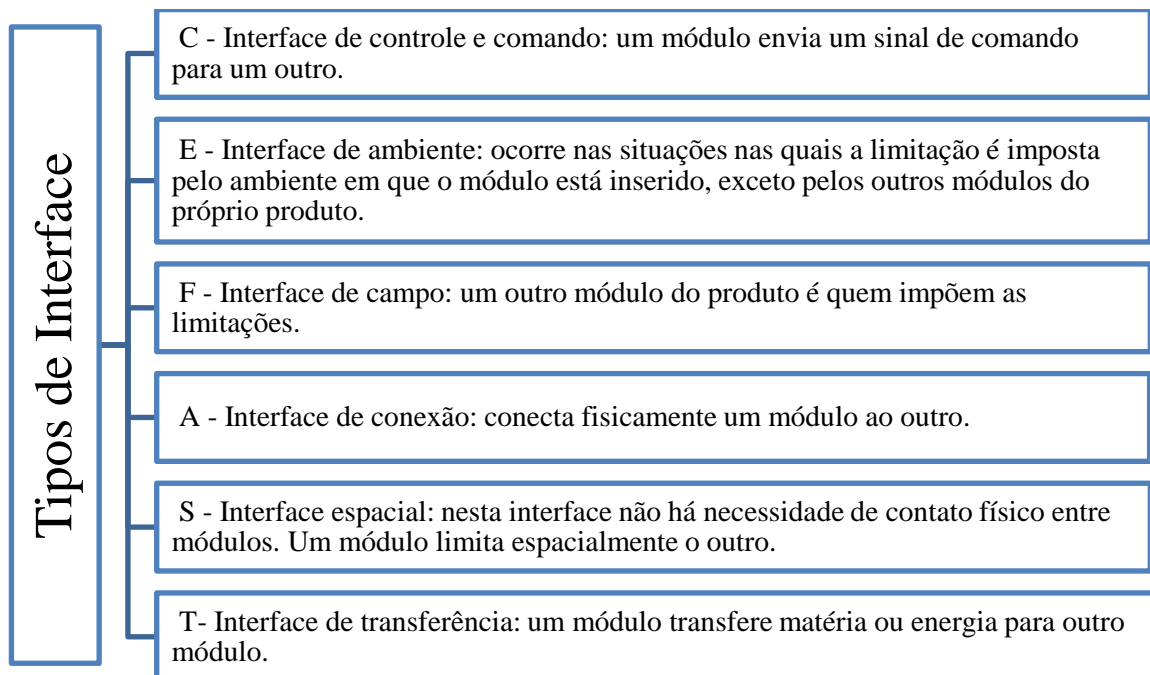 Tipos de Interface
C - Interface de controle e comando: um módulo envia um sinal de comando
para um outro.
E - Interface de ambiente: ocorre nas situações nas quais a limitação é imposta
pelo ambiente em que o módulo está inserido, exceto pelos outros módulos do
próprio produto.
F - Interface de campo: um outro módulo do produto é quem impõem as
limitações.
A - Interface de conexão: conecta fisicamente um módulo ao outro.
S - Interface espacial: nesta interface não há necessidade de contato físico entre
módulos. Um módulo limita espacialmente o outro.
T- Interface de transferência: um módulo transfere matéria ou energia para outro
módulo.